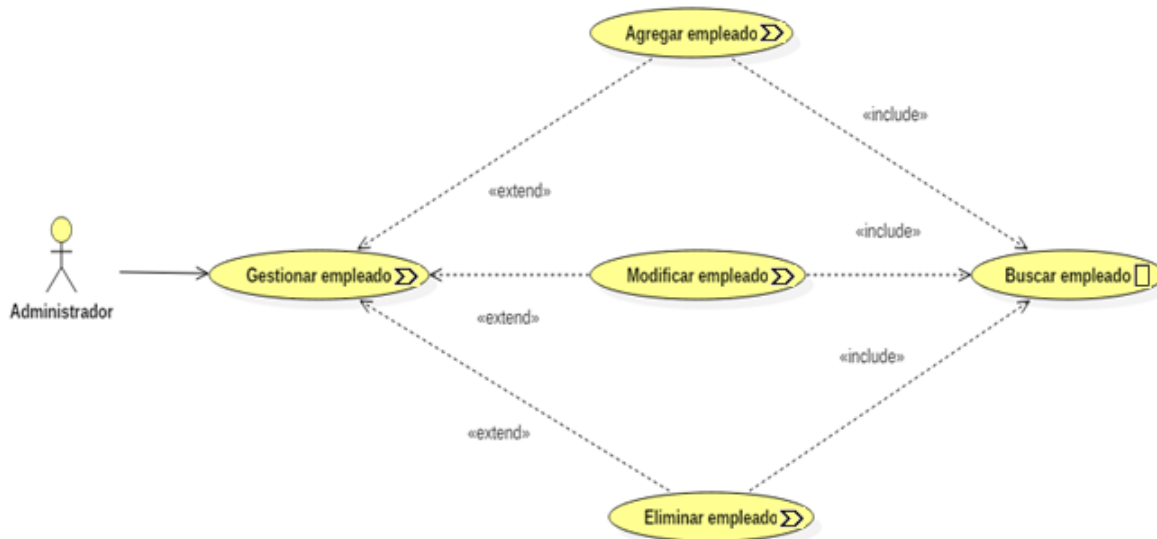 Agregar empleado
«include»
«extend»
«include»
Gestionar empleado
Modificar empleado
Buscar empleado
Administrador
«extend»
«include»
«extend»
Eliminar empleado